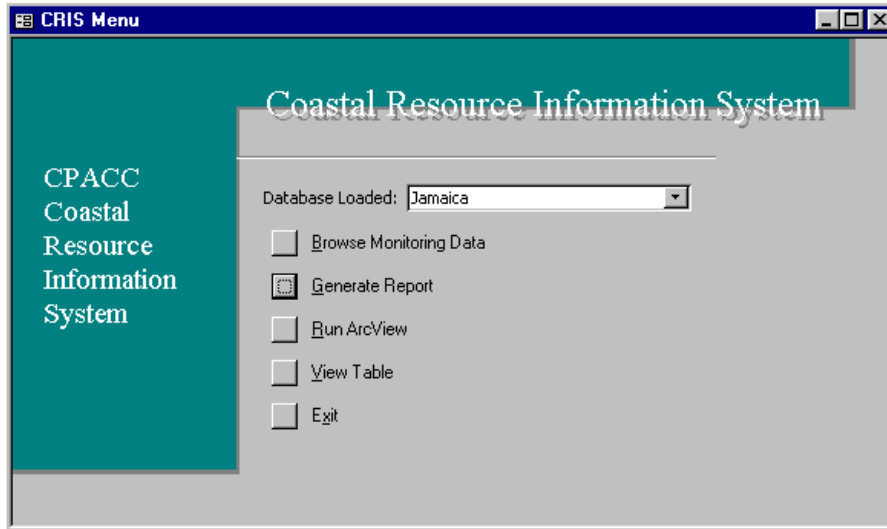 CRIS Menu
Coastal Resource Information System
CPACC
Coastal
Resource
Information
System
Database Loaded: Jamaica
Browse Monitoring Data
Generate Report
Run ArcView
View Table
Exit